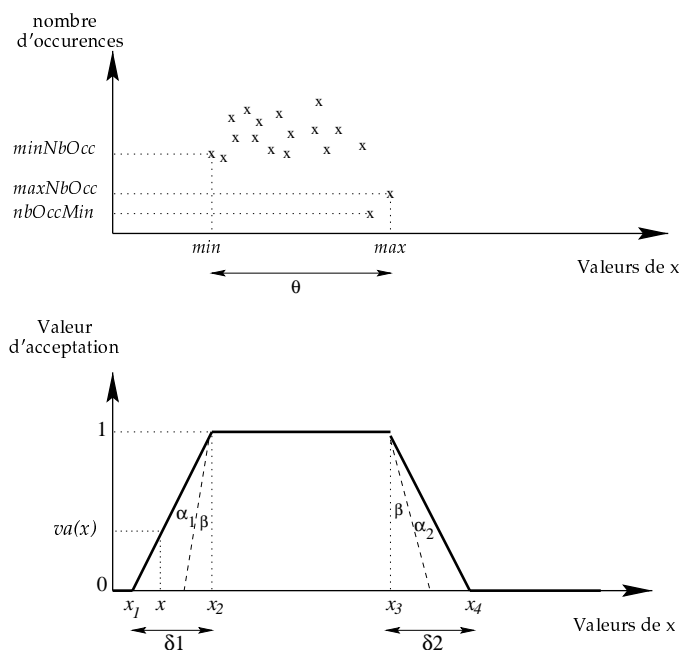 nombre
d'occurences
minNbOcc
maxNbOcc
nbOccMin
x x x x x x x x x x x x x x x x x x x
min max
θ
Valeurs de x
Valeur
d'acceptation
1
α1 β β α2
va(x)
0
x1 x x2 x3 x4
δ1 δ2
Valeurs de x